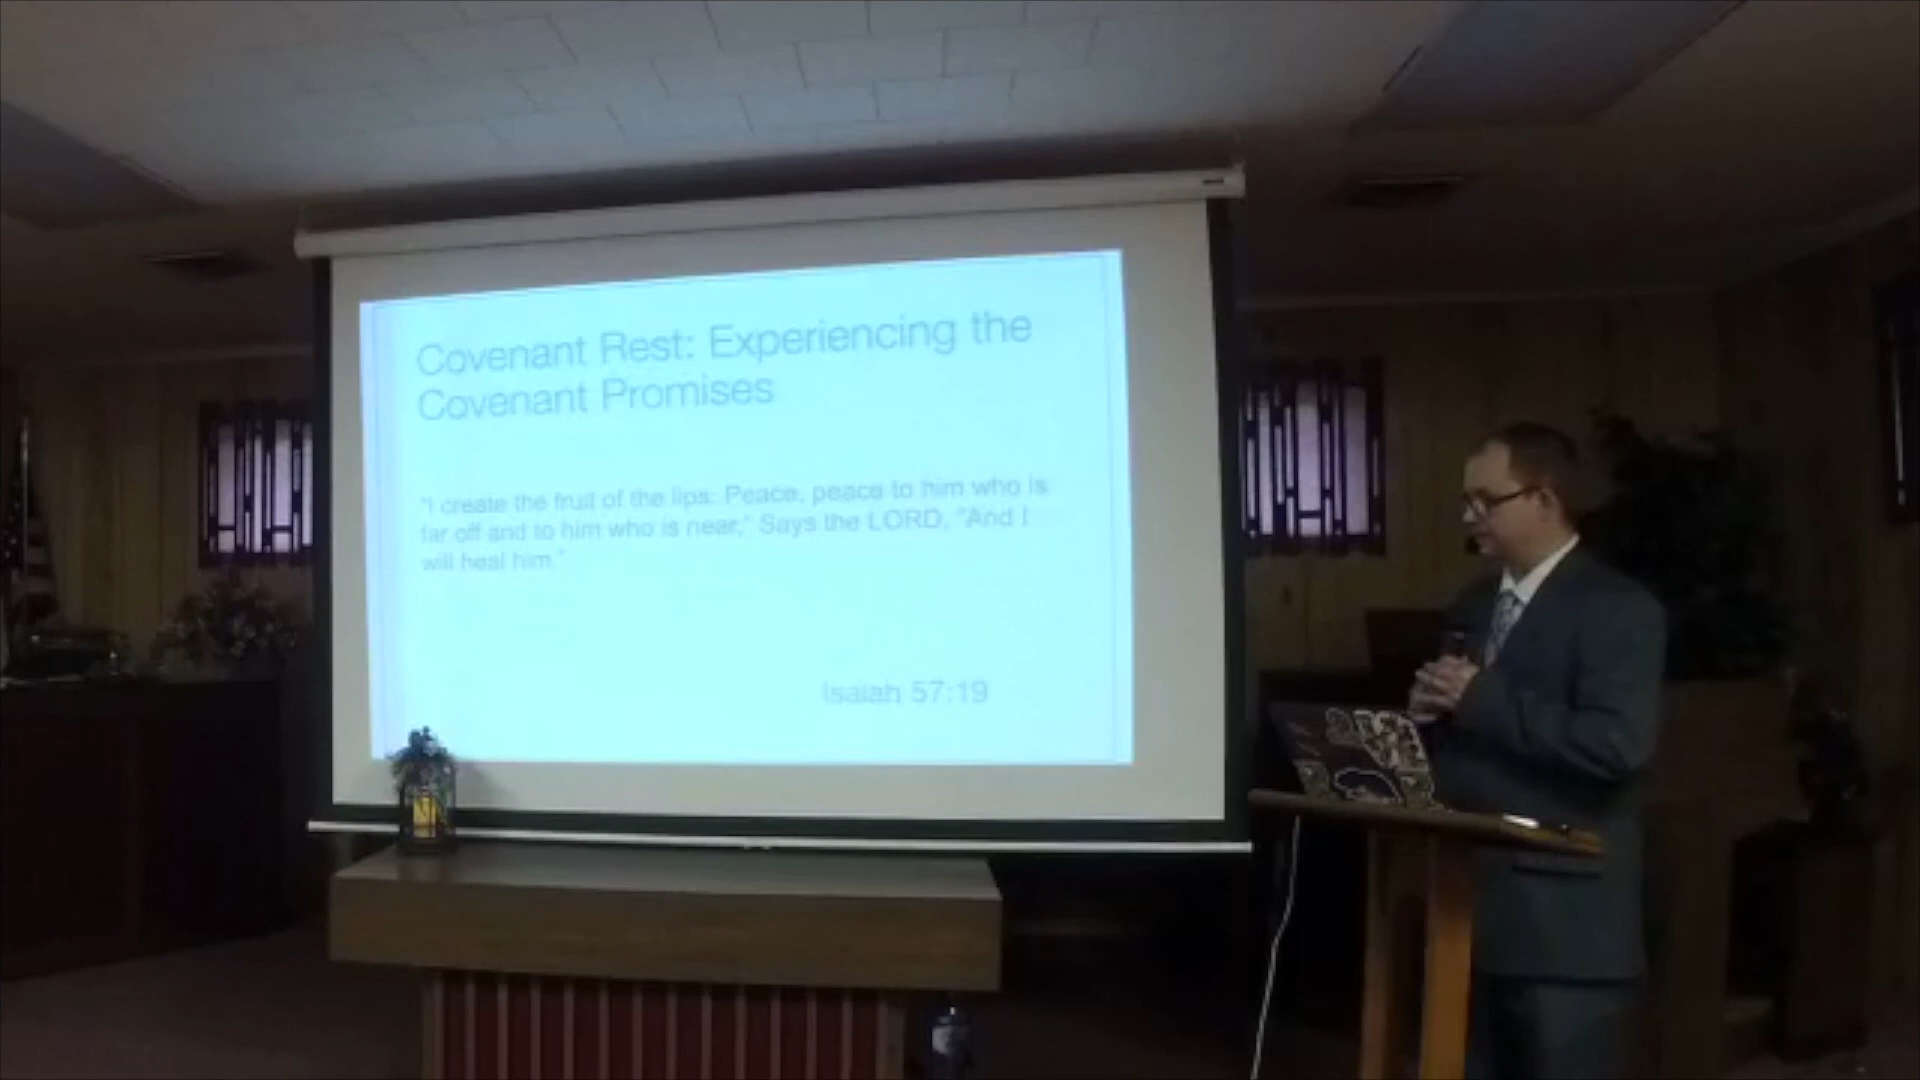 Covenant Rest: Experiencing the
Covenant Promises
"I create the fruit of the lips: Peace, peace to him who is
far off and to him who is near," Says the LORD, "And I
will heal him."
Isaiah 57:19